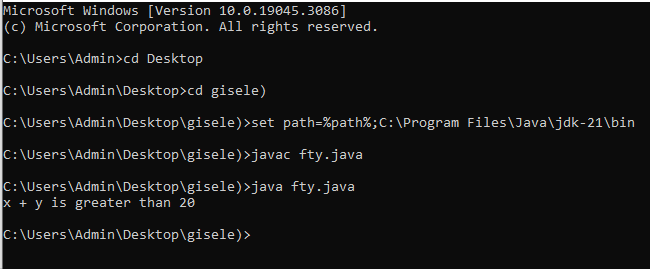 Microsoft Windows [Version 10.0.19045.3086]
(c) Microsoft Corporation. All rights reserved.
C:\Users\Admin>cd Desktop
C:\Users\Admin\Desktop>cd gisele)
C:\Users\Admin\Desktop\gisele)>set path=%path%;C:\Program Files\Java\jdk-21\bin
C:\Users\Admin\Desktop\gisele)>javac fty.java
C:\Users\Admin\Desktop\gisele)>java fty.java
x + y is greater than 20
C:\Users\Admin\Desktop\gisele)>